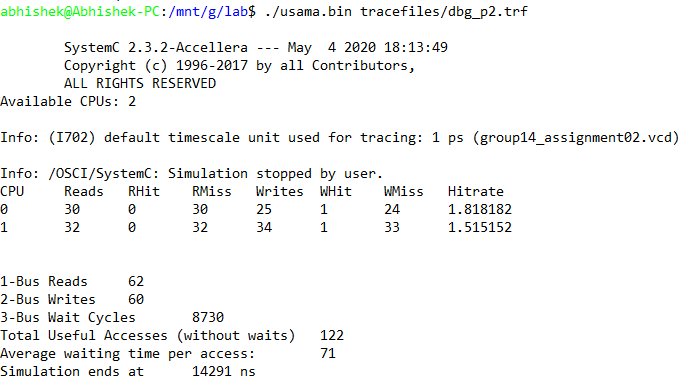 abhishek@Abhishek-PC:/mnt/g/lab$ ./usama.bin tracefiles/dbg_p2.trf
SystemC 2.3.2-Accellera --- May  4 2020 18:13:49
Copyright (c) 1996-2017 by all Contributors,
ALL RIGHTS RESERVED
Available CPUs: 2
Info: (I702) default timescale unit used for tracing: 1 ps (group14_assignment02.vcd)
Info: /OSCI/SystemC: Simulation stopped by user.
CPU Reads RHit RMiss Writes WHit WMiss Hitrate
0 30 0 30 25 1 24 1.818182
1 32 0 32 34 1 33 1.515152
1-Bus Reads 62
2-Bus Writes 60
3-Bus Wait Cycles 8730
Total Useful Accesses (without waits) 122
Average waiting time per access: 71
Simulation ends at 14291 ns